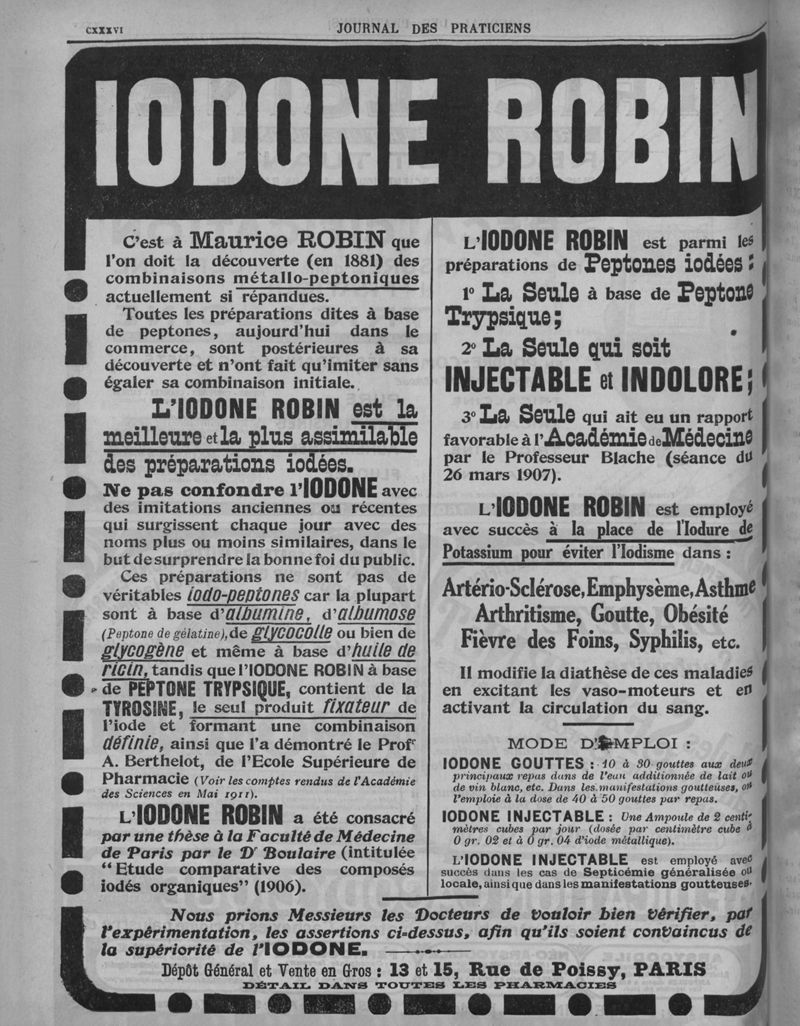 CXXXVI
JOURNAL DES PRATICIENS
IODONE ROBIN
C'est à Maurice ROBIN que
l'on doit la découverte (en 1881) des
combinaisons métallo-peptoniques
actuellement si répandues.
Toutes les préparations dites à base
de peptones, aujourd'hui dans le
commerce, sont postérieures à sa
découverte et n'ont fait qu'imiter sans
égaler sa combinaison initiale.
L'IODONE ROBIN est la
meilleure et la plus assimilable
des préparations iodées.
Ne pas confondre l'IODONE avec
des imitations anciennes ou récentes
qui surgissent chaque jour avec des
noms plus ou moins similaires, dans le
but de surprendre la bonne foi du public.
Ces préparations ne sont pas de
véritables iodo-peptones car la plupart
sont à base d'albumine, d'albumose
(Peptone de gélatine), de glycocolle ou bien de
glycogène et même à base d'huile de
ricin, tandis que l'IODONE ROBIN à base
de PEPTONE TRYPSIQUE, contient de la
TYROSINE, le seul produit fixateur de
l'iode et formant une combinaison
définie, ainsi que l'a démontré le Profr
A. Berthelot, de l'Ecole Supérieure de
Pharmacie (Voir les comptes rendus de l'Académie
des Sciences en Mai 1911).
L'IODONE ROBIN a été consacré
par une thèse à la Faculté de Médecine
de Paris par le Dr Boulaire (intitulée
"Etude comparative des composés
iodés organiques" (1906).
L'IODONE ROBIN est parmi les
préparations de Peptones iodées :
1o La Seule à base de Peptone
Trypsique;
2o La Seule qui soit
INJECTABLE et INDOLORE;
3o La Seule qui ait eu un rapport
favorable à l'Académie de Médecine
par le Professeur Blache (séance du
26 mars 1907).
L'IODONE ROBIN est employé
avec succès à la place de l'Iodure de
Potassium pour éviter l'Iodisme dans :
Artério-Sclérose, Emphysème, Asthme
Arthritisme, Goutte, Obésité
Fièvre des Foins, Syphilis, etc.
Il modifie la diathèse de ces maladies
en excitant les vaso-moteurs et en
activant la circulation du sang.
MODE D'EMPLOI :
IODONE GOUTTES : 10 à 30 gouttes aux deux
principaux repas dans de l'eau additionnée de lait ou
de vin blanc, etc. Dans les manifestations goutteuses, on
l'emploie à la dose de 40 à 50 gouttes par repas.
IODONE INJECTABLE : Une Ampoule de 2 centi-
mètres cubes par jour (dosée par centimètre cube à
0 gr. 02 et à 0 gr. 04 d'iode métallique).
L'IODONE INJECTABLE est employé avec
succès dans les cas de Septicémie généralisée ou
locale, ainsi que dans les manifestations goutteuses.
Nous prions Messieurs les Docteurs de vouloir bien vérifier, par
l'expérimentation, les assertions ci-dessus, afin qu'ils soient convaincus de
la supériorité de l'IODONE.
Dépôt Général et Vente en Gros : 13 et 15, Rue de Poissy, PARIS
DÉTAIL DANS TOUTES LES PHARMACIES